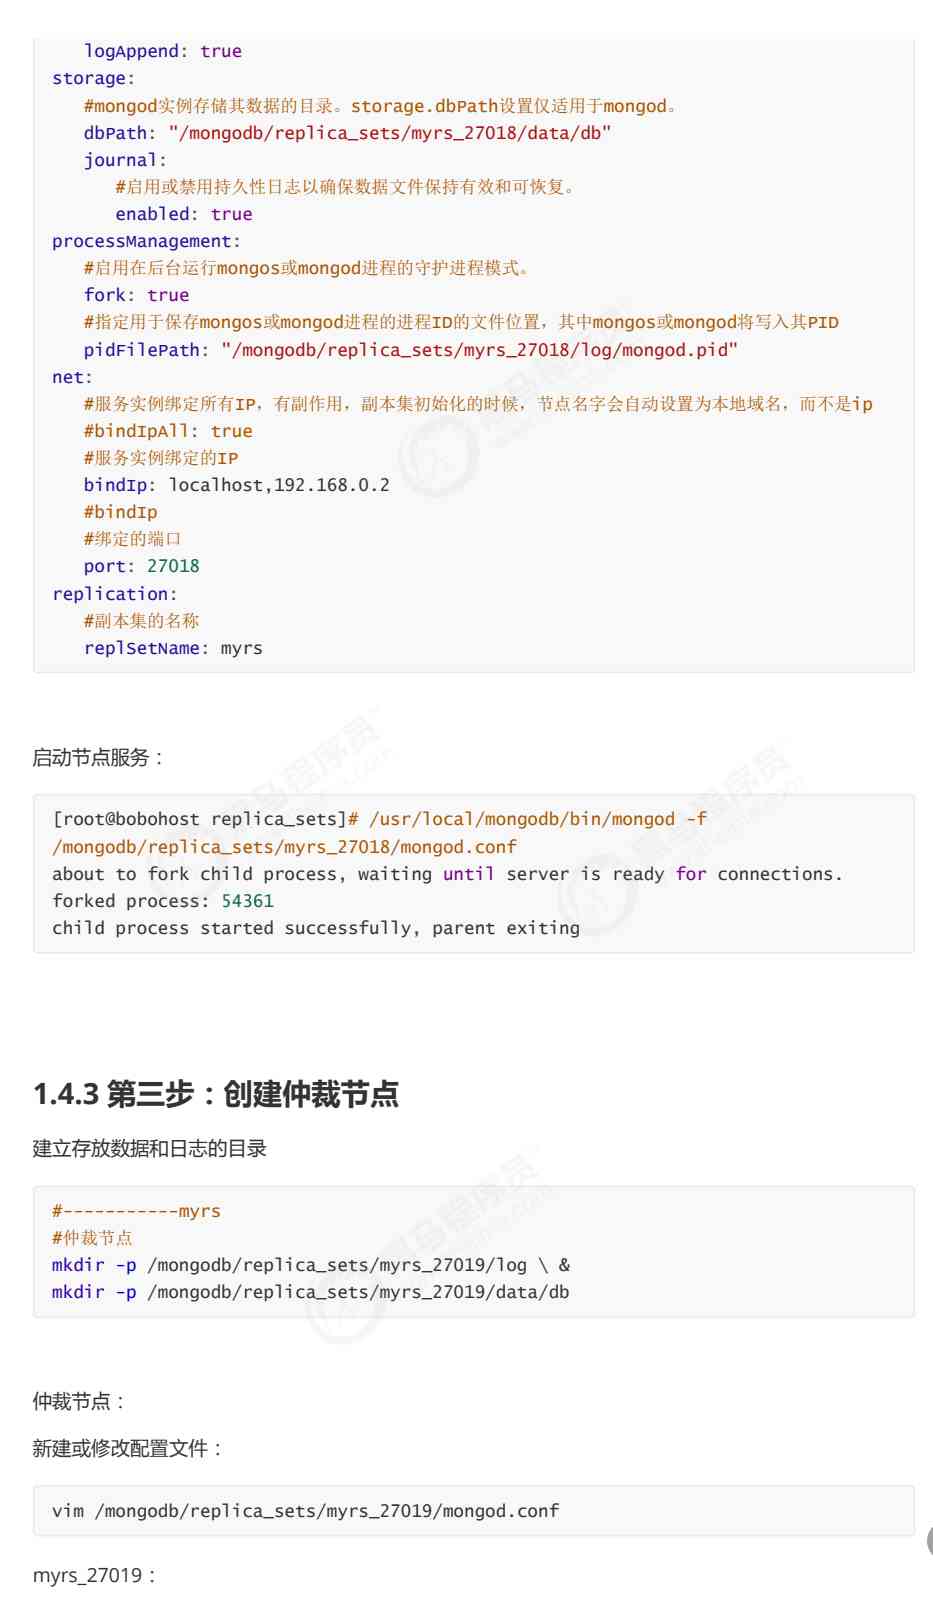 logAppend: true
storage:
#mongod实例存储其数据的目录。storage.dbPath设置仅适用于mongod。
dbPath: "/mongodb/replica_sets/myrs_27018/data/db"
journal:
#启用或禁用持久性日志以确保数据文件保持有效和可恢复。
enabled: true
processManagement:
#启用在后台运行mongos或mongod进程的守护进程模式。
fork: true
#指定用于保存mongos或mongod进程的进程ID的文件位置，其中mongos或mongod将写入其PID
pidFilePath: "/mongodb/replica_sets/myrs_27018/log/mongod.pid"
net:
#服务实例绑定所有IP，有副作用，副本集初始化的时候，节点名字会自动设置为本地域名，而不是ip
#bindIpAll: true
#服务实例绑定的IP
bindIp: localhost,192.168.0.2
#bindIp
#绑定的端口
port: 27018
replication:
#副本集的名称
replSetName: myrs
启动节点服务：
[root@bobohost replica_sets]# /usr/local/mongodb/bin/mongod -f
/mongodb/replica_sets/myrs_27018/mongod.conf
about to fork child process, waiting until server is ready for connections.
forked process: 54361
child process started successfully, parent exiting
1.4.3 第三步：创建仲裁节点
建立存放数据和日志的目录
#-----------myrs
#仲裁节点
mkdir -p /mongodb/replica_sets/myrs_27019/log \ &
mkdir -p /mongodb/replica_sets/myrs_27019/data/db
仲裁节点：
新建或修改配置文件：
vim /mongodb/replica_sets/myrs_27019/mongod.conf
myrs_27019：